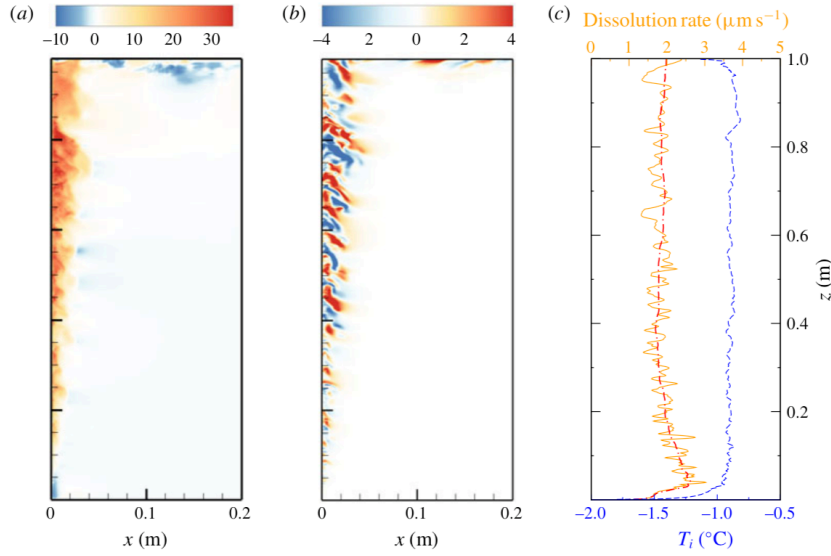 (a)
−10 0 10 20 30
(b)
−4 2 0 2 4
(c)
Dissolution rate (μm s−1)
0 1 2 3 4 5
1.0
0.8
0.6
0.4
0.2
z (m)
0 0.1 0.2
x (m)
0 0.1 0.2
x (m)
−2.0 −1.5 −1.0 −0.5
Ti (°C)